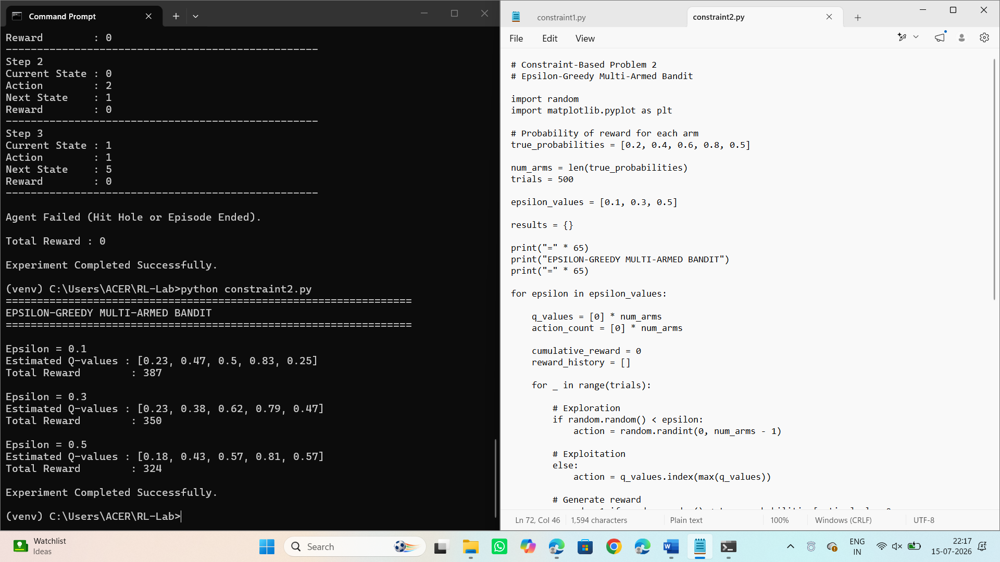 Command Prompt
Reward        : 0
--------------------------------------------------
Step 2
Current State : 0
Action        : 2
Next State    : 1
Reward        : 0
--------------------------------------------------
Step 3
Current State : 1
Action        : 1
Next State    : 5
Reward        : 0
--------------------------------------------------
Agent Failed (Hit Hole or Episode Ended).
Total Reward : 0
Experiment Completed Successfully.
(venv) C:\Users\ACER\RL-Lab>python constraint2.py
=================================================================
EPSILON-GREEDY MULTI-ARMED BANDIT
=================================================================
Epsilon = 0.1
Estimated Q-values : [0.23, 0.47, 0.5, 0.83, 0.25]
Total Reward        : 387
Epsilon = 0.3
Estimated Q-values : [0.23, 0.38, 0.62, 0.79, 0.47]
Total Reward        : 350
Epsilon = 0.5
Estimated Q-values : [0.18, 0.43, 0.57, 0.81, 0.57]
Total Reward        : 324
Experiment Completed Successfully.
(venv) C:\Users\ACER\RL-Lab>
constraint1.py
constraint2.py
File Edit View
# Constraint-Based Problem 2
# Epsilon-Greedy Multi-Armed Bandit
import random
import matplotlib.pyplot as plt
# Probability of reward for each arm
true_probabilities = [0.2, 0.4, 0.6, 0.8, 0.5]
num_arms = len(true_probabilities)
trials = 500
epsilon_values = [0.1, 0.3, 0.5]
results = {}
print("=" * 65)
print("EPSILON-GREEDY MULTI-ARMED BANDIT")
print("=" * 65)
for epsilon in epsilon_values:
    q_values = [0] * num_arms
    action_count = [0] * num_arms
    cumulative_reward = 0
    reward_history = []
    for _ in range(trials):
        # Exploration
        if random.random() < epsilon:
            action = random.randint(0, num_arms - 1)
        # Exploitation
        else:
            action = q_values.index(max(q_values))
        # Generate reward
Ln 72, Col 46
1,594 characters
Plain text
100%
Windows (CRLF)
UTF-8
Watchlist
Ideas
Search
ENG
IN
22:17
15-07-2026